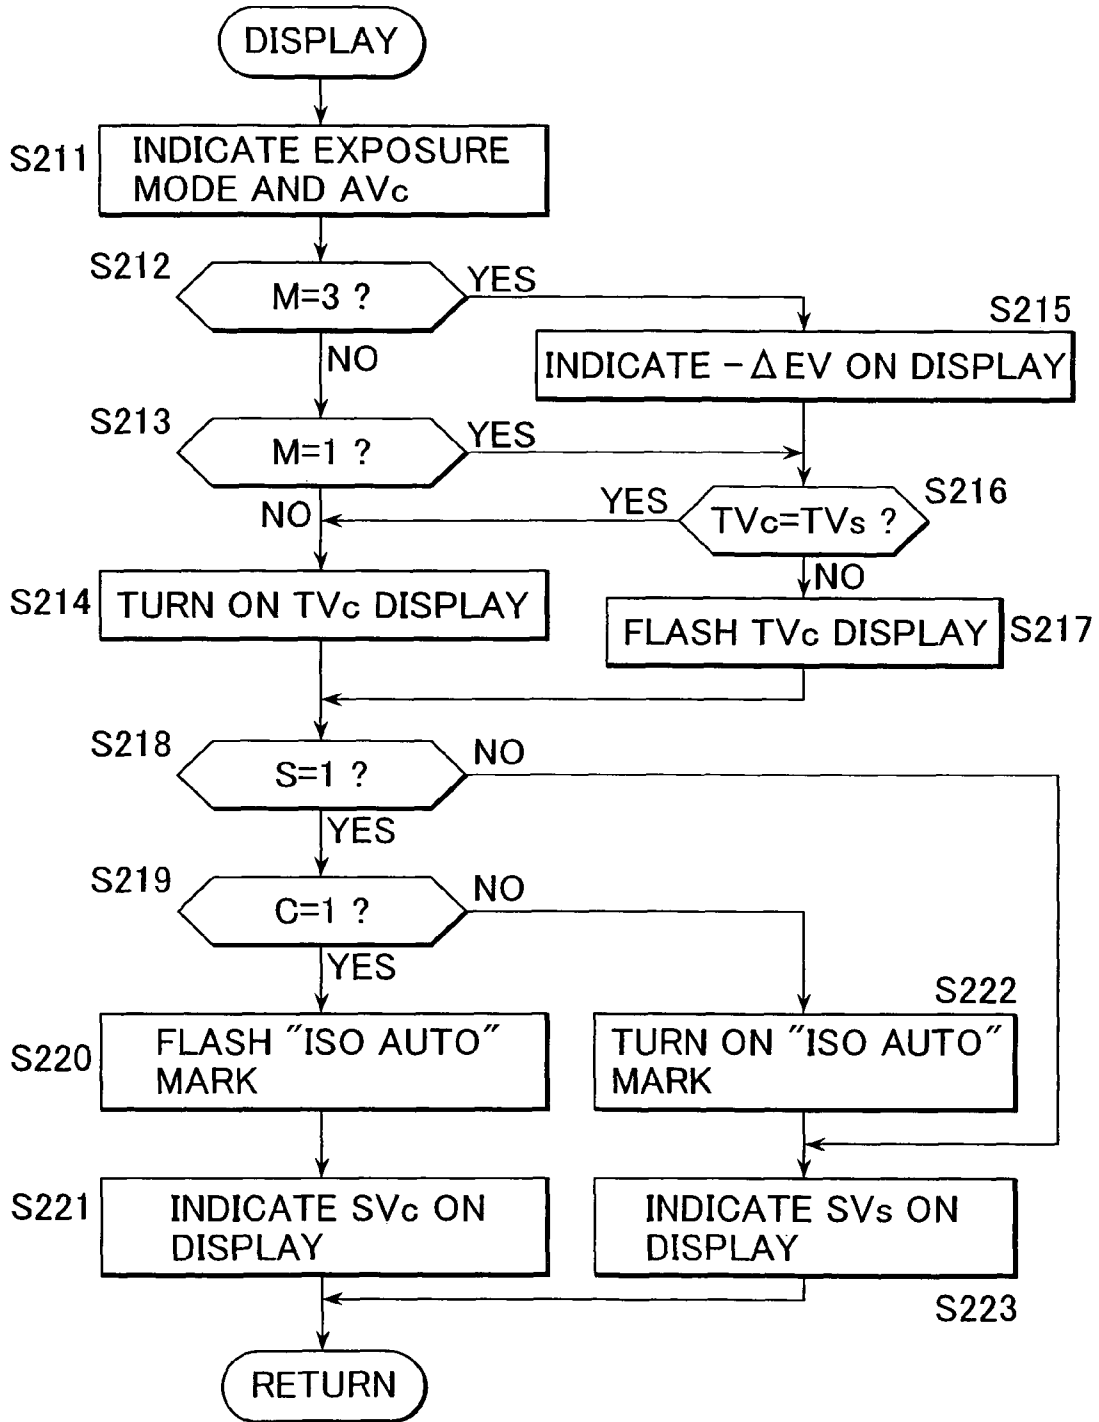 DISPLAY
S211
INDICATE EXPOSURE
MODE AND AVc
S212
M=3 ?
YES
NO
S215
INDICATE -ΔEV ON DISPLAY
S213
M=1 ?
YES
NO
S216
TVc=TVs ?
YES
NO
S214
TURN ON TVc DISPLAY
FLASH TVc DISPLAY
S217
S218
S=1 ?
NO
YES
S219
C=1 ?
NO
YES
S220
FLASH "ISO AUTO"
MARK
S222
TURN ON "ISO AUTO"
MARK
S221
INDICATE SVc ON
DISPLAY
INDICATE SVs ON
DISPLAY
S223
RETURN